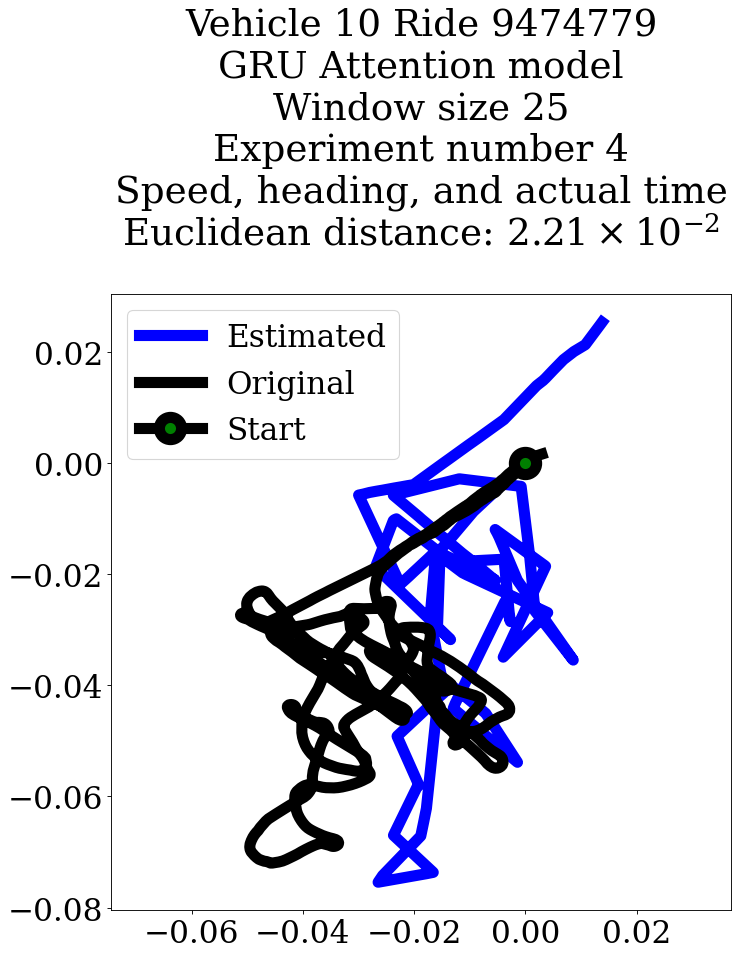 Vehicle 10 Ride 9474779
GRU Attention model
Window size 25
Experiment number 4
Speed, heading, and actual time
Euclidean distance: 2.21 × 10⁻²
Estimated
Original
Start
0.02
0.00
−0.02
−0.04
−0.06
−0.08
−0.06 −0.04 −0.02 0.00 0.02